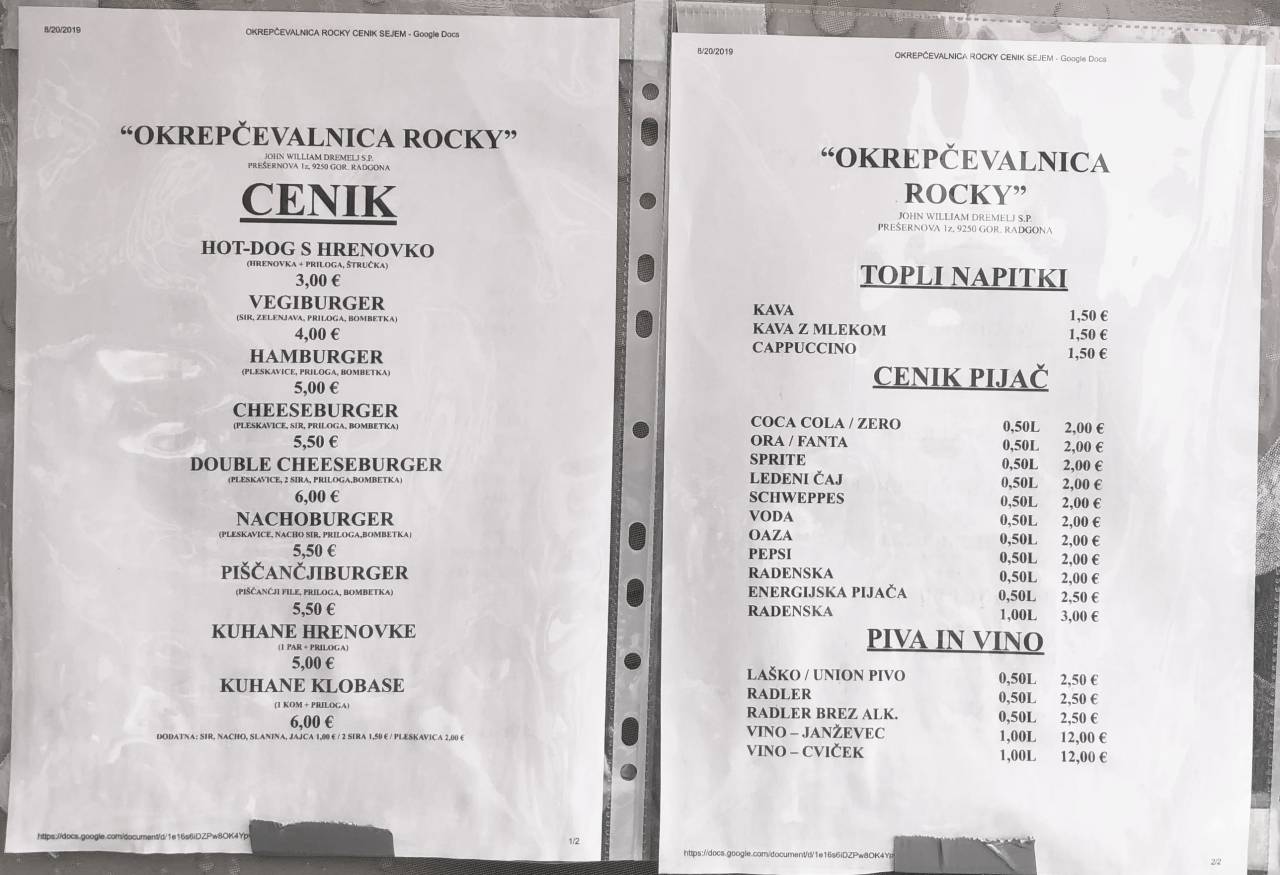 8/20/2019
OKREPČEVALNICA ROCKY CENIK SEJEM - Google Docs
“OKREPČEVALNICA ROCKY”
JOHN WILLIAM DREMELJ S.P.
PREŠERNOVA 1z, 9250 GOR. RADGONA
CENIK
HOT-DOG S HRENOVKO
(HRENOVKA + PRILOGA, ŠTRUČKA)
3,00 €
VEGIBURGER
(SIR, ZELENJAVA, PRILOGA, BOMBETKA)
4,00 €
HAMBURGER
(PLESKAVICE, PRILOGA, BOMBETKA)
5,00 €
CHEESEBURGER
(PLESKAVICE, SIR, PRILOGA, BOMBETKA)
5,50 €
DOUBLE CHEESEBURGER
(PLESKAVICE, 2 SIRA, PRILOGA,BOMBETKA)
6,00 €
NACHOBURGER
(PLESKAVICE, NACHO SIR, PRILOGA,BOMBETKA)
5,50 €
PIŠČANČJIBURGER
(PIŠČANČJI FILE, PRILOGA, BOMBETKA)
5,50 €
KUHANE HRENOVKE
(1 PAR + PRILOGA)
5,00 €
KUHANE KLOBASE
(1 KOM + PRILOGA)
6,00 €
DODATNA: SIR, NACHO, SLANINA, JAJCA 1,00 € / 2 SIRA 1,50 € / PLESKAVICA 2,00 €
1/2
8/20/2019
OKREPČEVALNICA ROCKY CENIK SEJEM - Google Docs
“OKREPČEVALNICA
ROCKY”
JOHN WILLIAM DREMELJ S.P.
PREŠERNOVA 1z, 9250 GOR. RADGONA
TOPLI NAPITKI
KAVA 1,50 €
KAVA Z MLEKOM 1,50 €
CAPPUCCINO 1,50 €
CENIK PIJAČ
COCA COLA / ZERO 0,50L 2,00 €
ORA / FANTA 0,50L 2,00 €
SPRITE 0,50L 2,00 €
LEDENI ČAJ 0,50L 2,00 €
SCHWEPPES 0,50L 2,00 €
VODA 0,50L 2,00 €
OAZA 0,50L 2,00 €
PEPSI 0,50L 2,00 €
RADENSKA 0,50L 2,00 €
ENERGIJSKA PIJAČA 0,50L 2,50 €
RADENSKA 1,00L 3,00 €
PIVA IN VINO
LAŠKO / UNION PIVO 0,50L 2,50 €
RADLER 0,50L 2,50 €
RADLER BREZ ALK. 0,50L 2,50 €
VINO – JANŽEVEC 1,00L 12,00 €
VINO – CVIČEK 1,00L 12,00 €
2/2